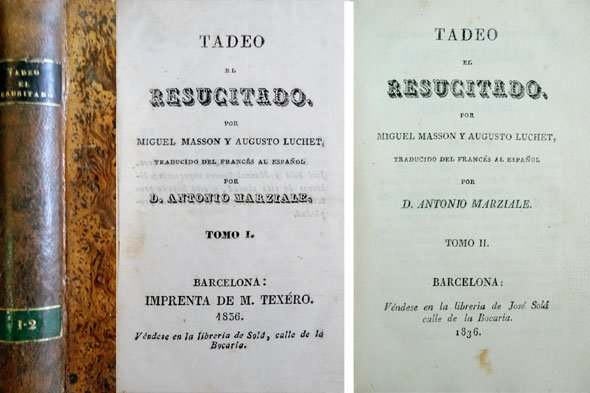 TADEO
EL
RESUCITADO
1-2
TADEO
EL
RESUCITADO,
POR
MIGUEL MASSON Y AUGUSTO LUCHET,
TRADUCIDO DEL FRANCÉS AL ESPAÑOL
POR
D. ANTONIO MARZIALE,
TOMO I.
BARCELONA:
IMPRENTA DE M. TEXÉRO.
1836.
Véndese en la libreria de Solá, calle de la
Bocaria.
TADEO
EL
RESUCITADO,
POR
MIGUEL MASSON Y AUGUSTO LUCHET,
TRADUCIDO DEL FRANCÉS AL ESPAÑOL
POR
D. ANTONIO MARZIALE.
TOMO II.
BARCELONA:
Véndese en la libreria de José Solá
calle de la Bocaria.
1836.